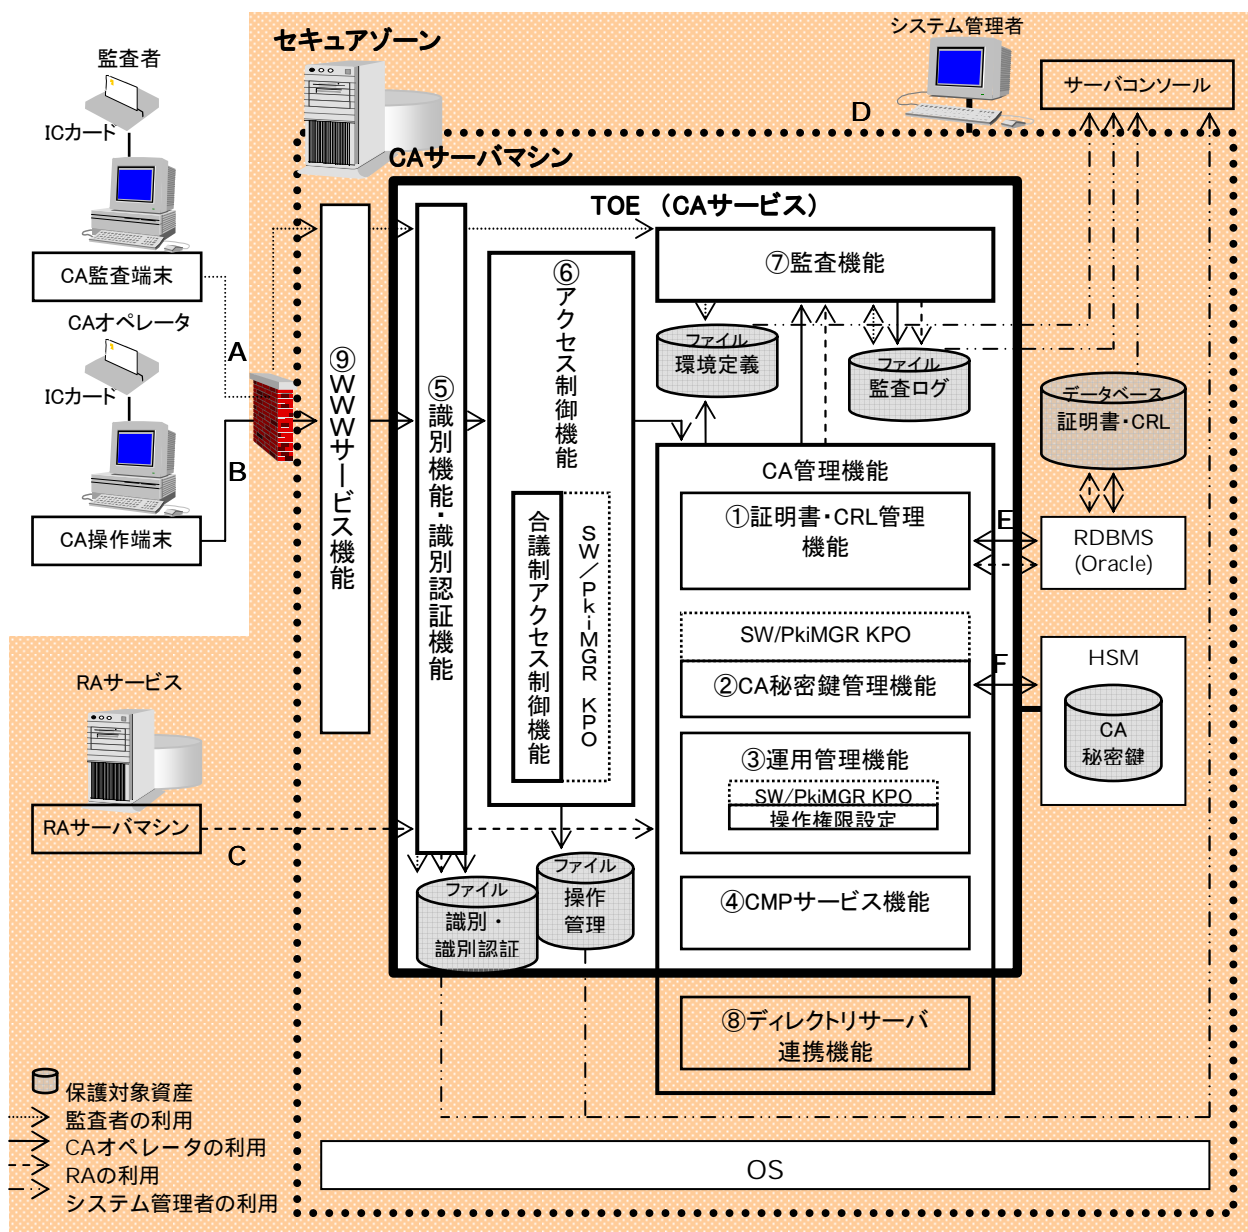 システム管理者
セキュアゾーン
監査者
サーバコンソール
D
ICカード
CAサーバマシン
TOE （CAサービス）
CA監査端末
⑦監査機能
⑥アクセス制御機能
CAオペレータ
A
ファイル
環境定義
ファイル
監査ログ
ICカード
⑨WWWサービス機能
⑤識別機能・識別認証機能
データベース
証明書・CRL
B
CA管理機能
①証明書・CRL管理
機能
E
CA操作端末
合議制アクセス制御機能
SW/PkiMGR KPO
RDBMS
(Oracle)
SW/PkiMGR KPO
②CA秘密鍵管理機能
F
HSM
CA
秘密鍵
RAサービス
③運用管理機能
SW/PkiMGR KPO
操作権限設定
RAサーバマシン
C
ファイル
識別・
識別認証
ファイル
操作
管理
④CMPサービス機能
⑧ディレクトリサーバ
連携機能
保護対象資産
監査者の利用
CAオペレータの利用
RAの利用
システム管理者の利用
OS